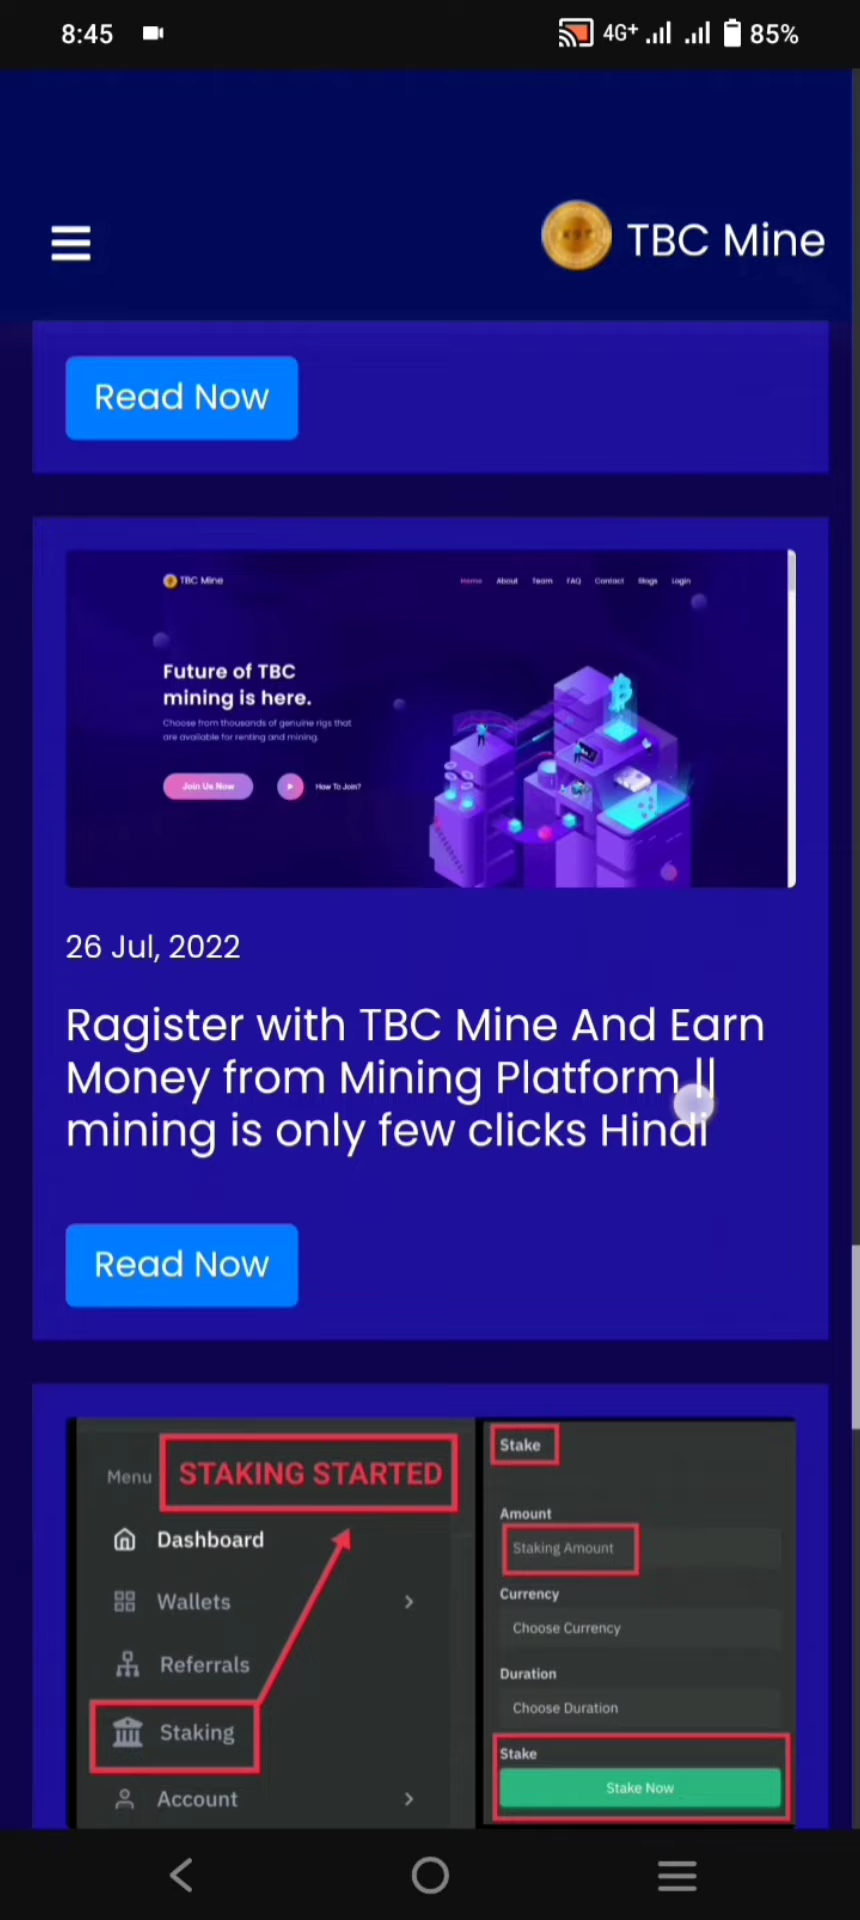 8:45 4G+ 85%
TBC Mine
Read Now
TBC Mine Home About Team FAQ Contact Blogs Login
Future of TBC
mining is here.
Choose from thousands of genuine rigs that
are available for renting and mining.
Join Us Now How To Join?
26 Jul, 2022
Ragister with TBC Mine And Earn
Money from Mining Platform ||
mining is only few clicks Hindi
Read Now
Menu STAKING STARTED
Dashboard
Wallets
Referrals
Staking
Account
Stake
Amount
Staking Amount
Currency
Choose Currency
Duration
Choose Duration
Stake
Stake Now